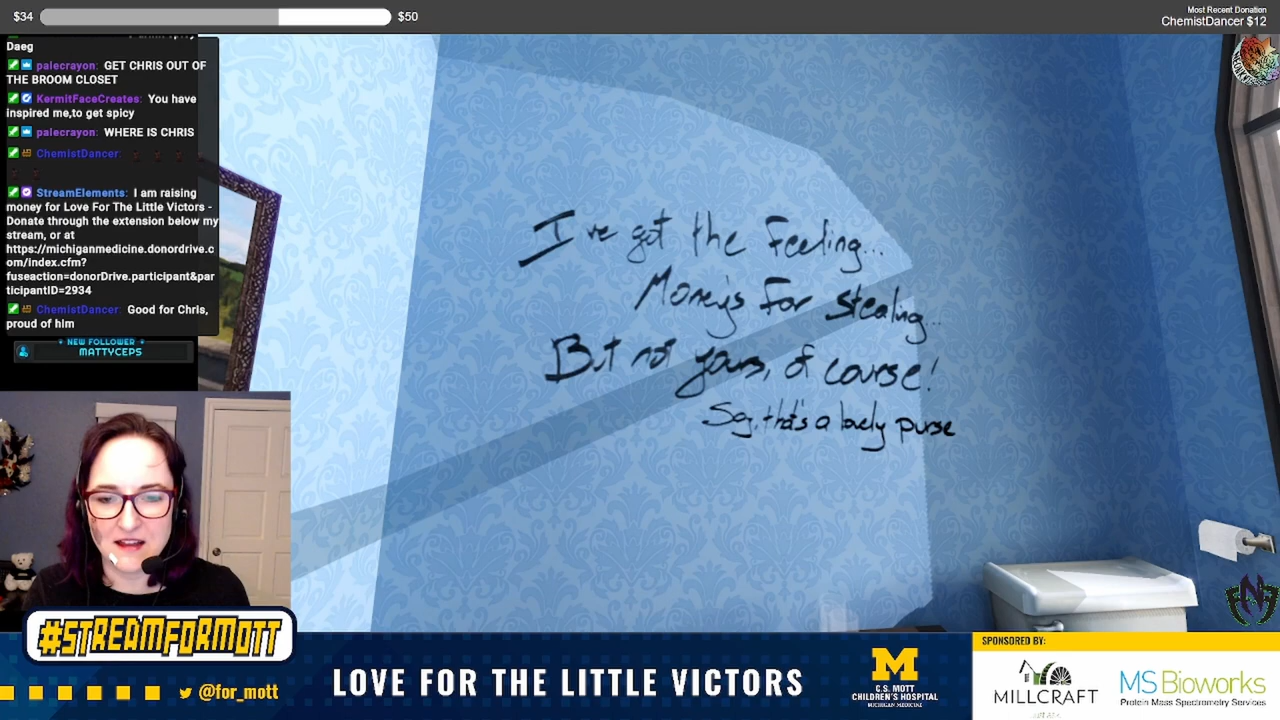 $34
$50
Most Recent Donation
ChemistDancer $12
Daeg
palecrayon: GET CHRIS OUT OF
THE BROOM CLOSET
KermitFaceCreates: You have
inspired me,to get spicy
palecrayon: WHERE IS CHRIS
ChemistDancer:
StreamElements: I am raising
money for Love For The Little Victors -
Donate through the extension below my
stream, or at
https://michiganmedicine.donordrive.c
om/index.cfm?
fuseaction=donorDrive.participant&par
ticipantID=2934
ChemistDancer: Good for Chris,
proud of him
NEW FOLLOWER
MATTYCEPS
I've got the feeling...
Money's for stealing...
But not yours, of course!
Say, that's a lovely purse
#STREAMFORMOTT
@for_mott
LOVE FOR THE LITTLE VICTORS
M
C.S. MOTT
CHILDREN'S HOSPITAL
MICHIGAN MEDICINE
SPONSORED BY:
MILLCRAFT
MS Bioworks
Protein Mass Spectrometry Services